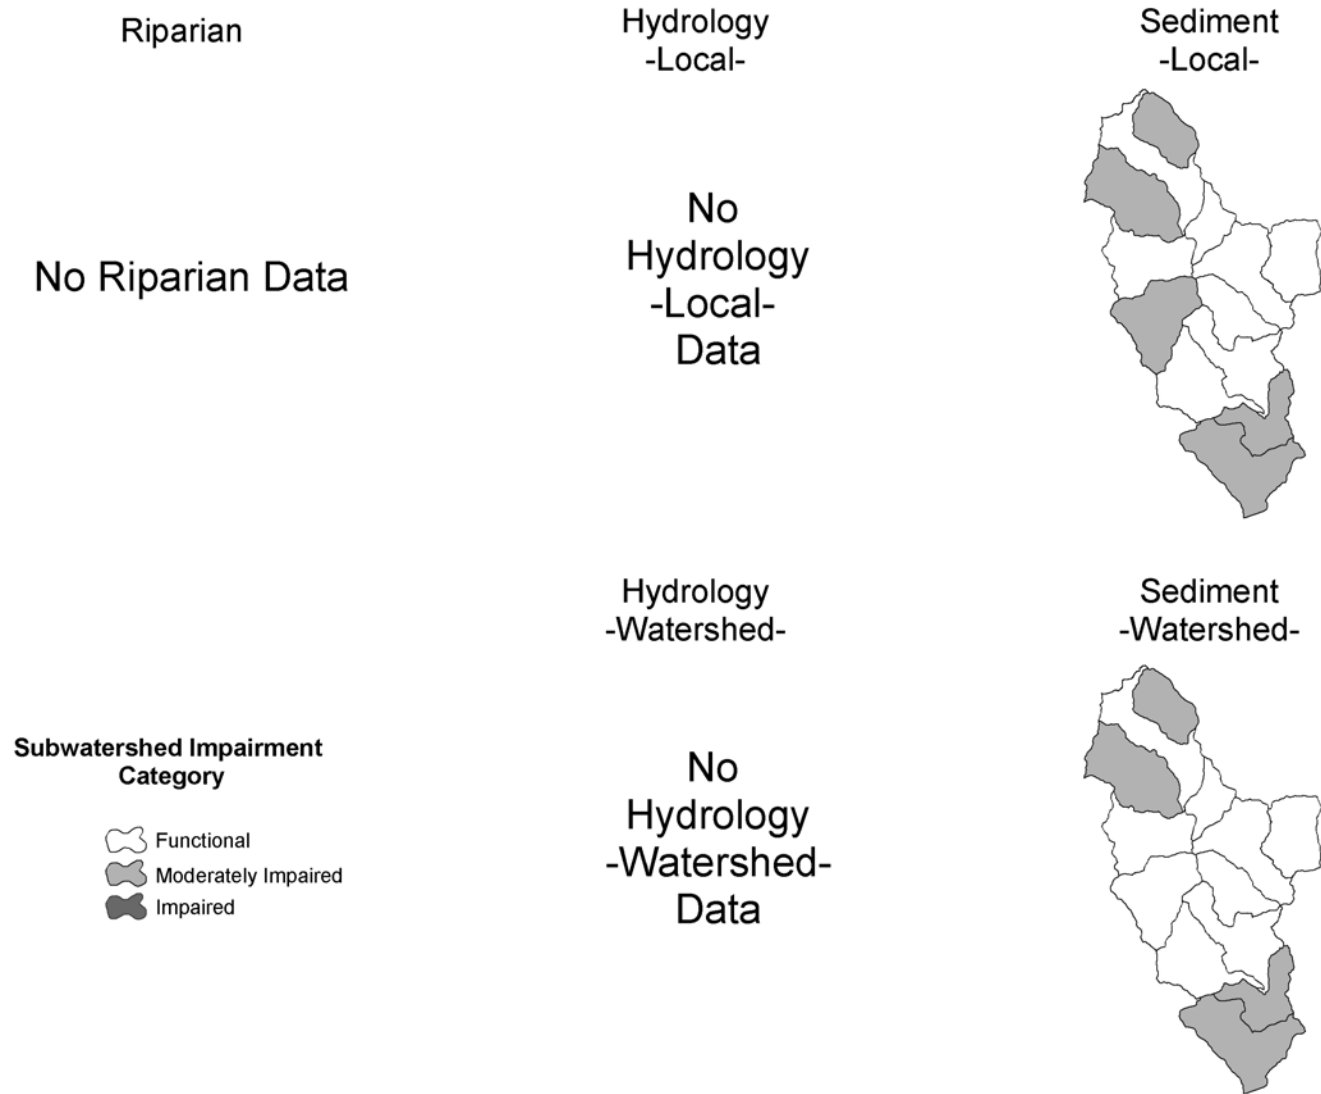 Riparian
Hydrology
-Local-
Sediment
-Local-
No Riparian Data
No
Hydrology
-Local-
Data
Hydrology
-Watershed-
Sediment
-Watershed-
Subwatershed Impairment
Category
Functional
Moderately Impaired
Impaired
No
Hydrology
-Watershed-
Data